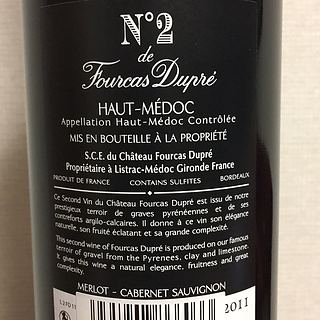 N°2
de
Fourcas Dupré
HAUT-MÉDOC
Appellation Haut-Médoc Contrôlée
MIS EN BOUTEILLE À LA PROPRIÉTÉ
S.C.E. du Château Fourcas Dupré
Propriétaire à Listrac-Médoc Gironde France
PRODUIT DE FRANCE CONTAINS SULFITES BORDEAUX
Ce Second Vin du Château Fourcas Dupré est issu de notre
prestigieux terroir de graves pyrénéennes et de ses
contreforts argilo-calcaires. Il donne à ce vin son élégance
naturelle, son fruité éclatant et sa grande complexité.
This second wine of Fourcas Dupré is produced on our famous
terroir of gravel from the Pyrenees, clay and limestone.
It gives this wine a natural elegance, fruitiness and great
complexity.
MERLOT - CABERNET SAUVIGNON
2011